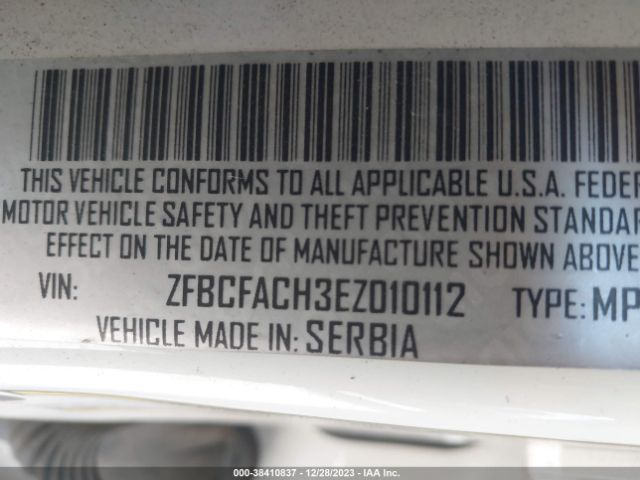 THIS VEHICLE CONFORMS TO ALL APPLICABLE U.S.A. FEDER
MOTOR VEHICLE SAFETY AND THEFT PREVENTION STANDAR
EFFECT ON THE DATE OF MANUFACTURE SHOWN ABOVE
VIN: ZFBCFACH3EZ010112 TYPE: MP
VEHICLE MADE IN: SERBIA
000-38410837 - 12/28/2023 - IAA Inc.